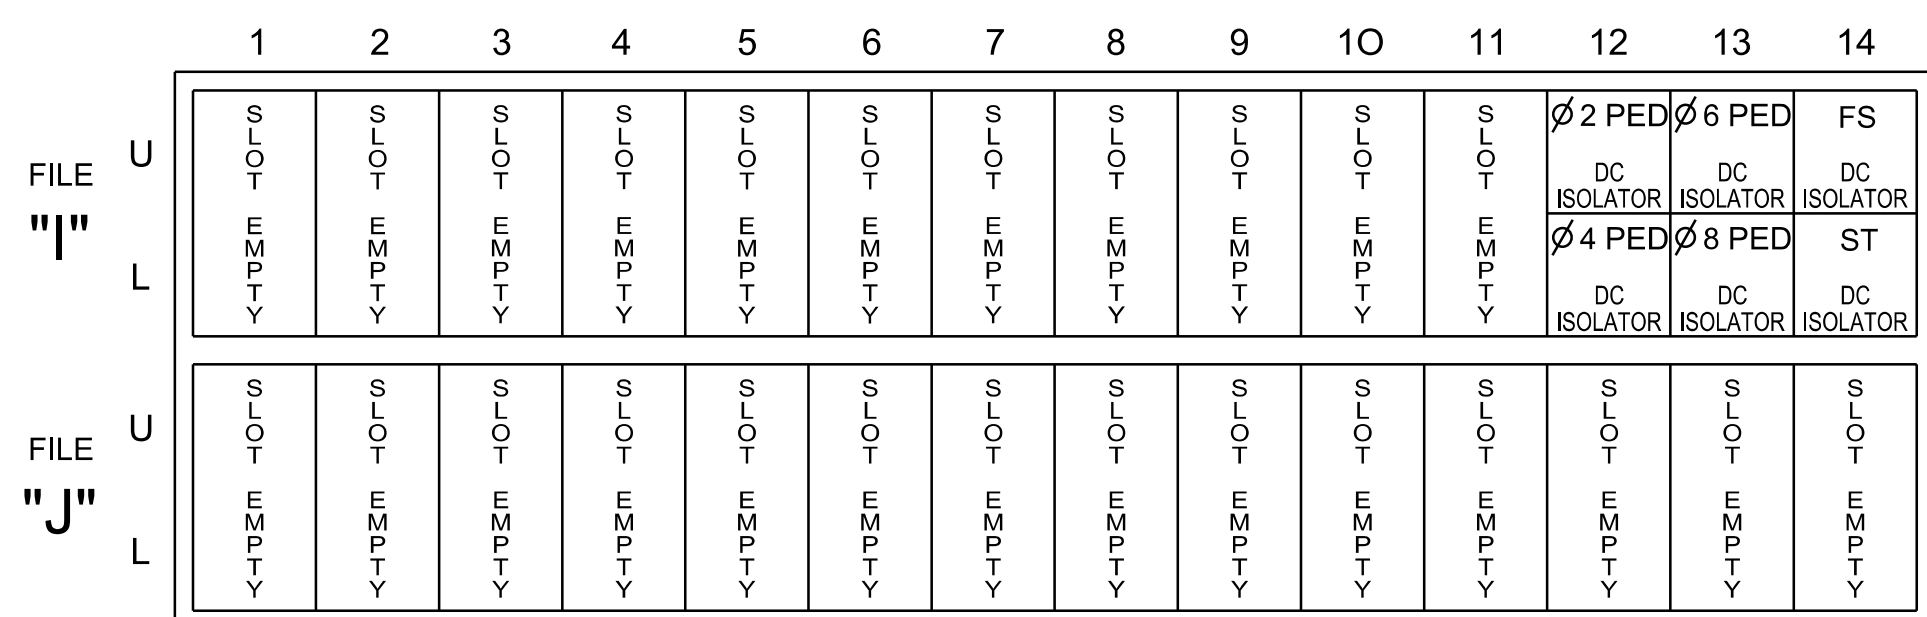 1 2 3 4 5 6 7 8 9 10 11 12 13 14
FILE
"I"
U
L
SLOT EMPTY
SLOT EMPTY
SLOT EMPTY
SLOT EMPTY
SLOT EMPTY
SLOT EMPTY
SLOT EMPTY
SLOT EMPTY
SLOT EMPTY
SLOT EMPTY
SLOT EMPTY
Ø 2 PED
DC
ISOLATOR
Ø 4 PED
DC
ISOLATOR
Ø 6 PED
DC
ISOLATOR
Ø 8 PED
DC
ISOLATOR
FS
DC
ISOLATOR
ST
DC
ISOLATOR
FILE
"J"
U
L
SLOT EMPTY
SLOT EMPTY
SLOT EMPTY
SLOT EMPTY
SLOT EMPTY
SLOT EMPTY
SLOT EMPTY
SLOT EMPTY
SLOT EMPTY
SLOT EMPTY
SLOT EMPTY
SLOT EMPTY
SLOT EMPTY
SLOT EMPTY